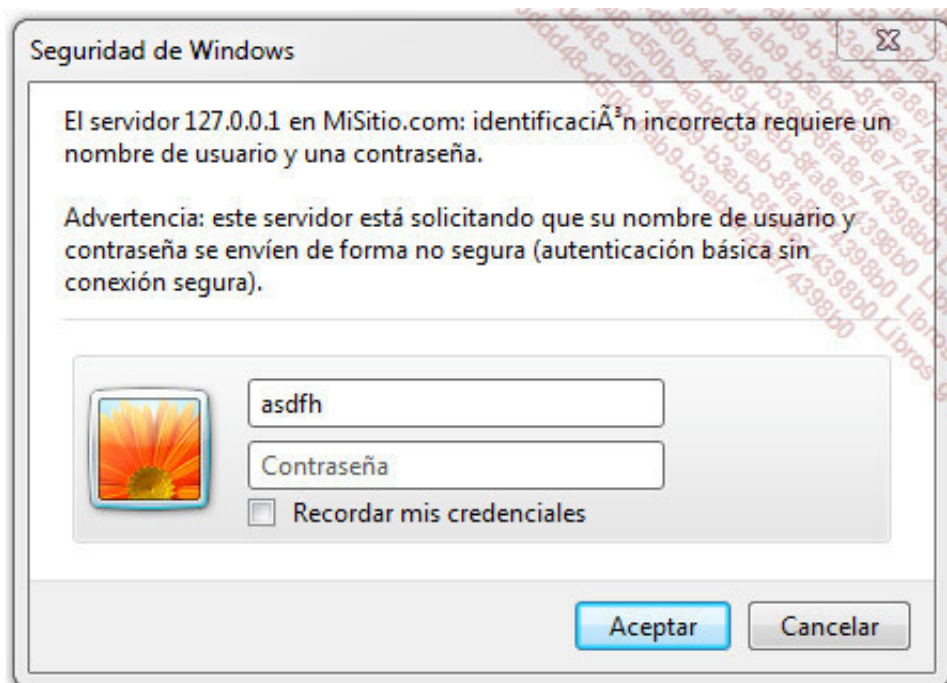 Seguridad de Windows
El servidor 127.0.0.1 en MiSitio.com: identificaciÃ³n incorrecta requiere un
nombre de usuario y una contraseña.
Advertencia: este servidor está solicitando que su nombre de usuario y
contraseña se envíen de forma no segura (autenticación básica sin
conexión segura).
asdfh
Contraseña
Recordar mis credenciales
Aceptar
Cancelar